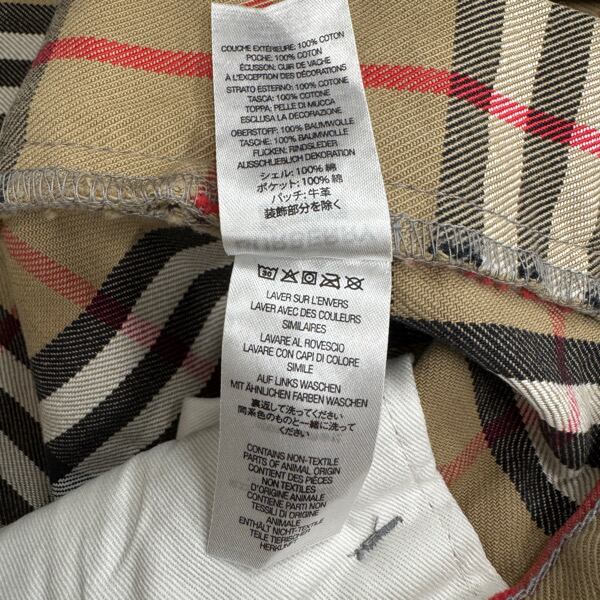 COUCHE EXTÉRIEURE: 100% COTON
POCHE: 100% COTON
ÉCUSSON: CUIR DE VACHE
À L'EXCEPTION DES DÉCORATIONS
STRATO ESTERNO: 100% COTONE
TASCA: 100% COTONE
TOPPA: PELLE DI MUCCA
ESCLUSA LA DECORAZIONE
OBERSTOFF: 100% BAUMWOLLE
TASCHE: 100% BAUMWOLLE
FLICKEN: RINDSLEDER
AUSSCHLIEBLICH DEKORATION
シェル: 100% 綿
ポケット: 100% 綿
パッチ: 牛革
装飾部分を除く
30
LAVER SUR L'ENVERS
LAVER AVEC DES COULEURS
SIMILAIRES
LAVARE AL ROVESCIO
LAVARE CON CAPI DI COLORE
SIMILE
AUF LINKS WASCHEN
MIT ÄHNLICHEN FARBEN WASCHEN
裏返して洗ってください
同系色のものと一緒に洗って
ください
CONTAINS NON-TEXTILE
PARTS OF ANIMAL ORIGIN
CONTIENT DES PIÈCES
NON TEXTILES
D'ORIGINE ANIMALE
CONTIENE PARTI NON
TESSILI DI ORIGINE
ANIMALE
ENTHÄLT NICHT-TEXTILE
TEILE TIERISCHEN